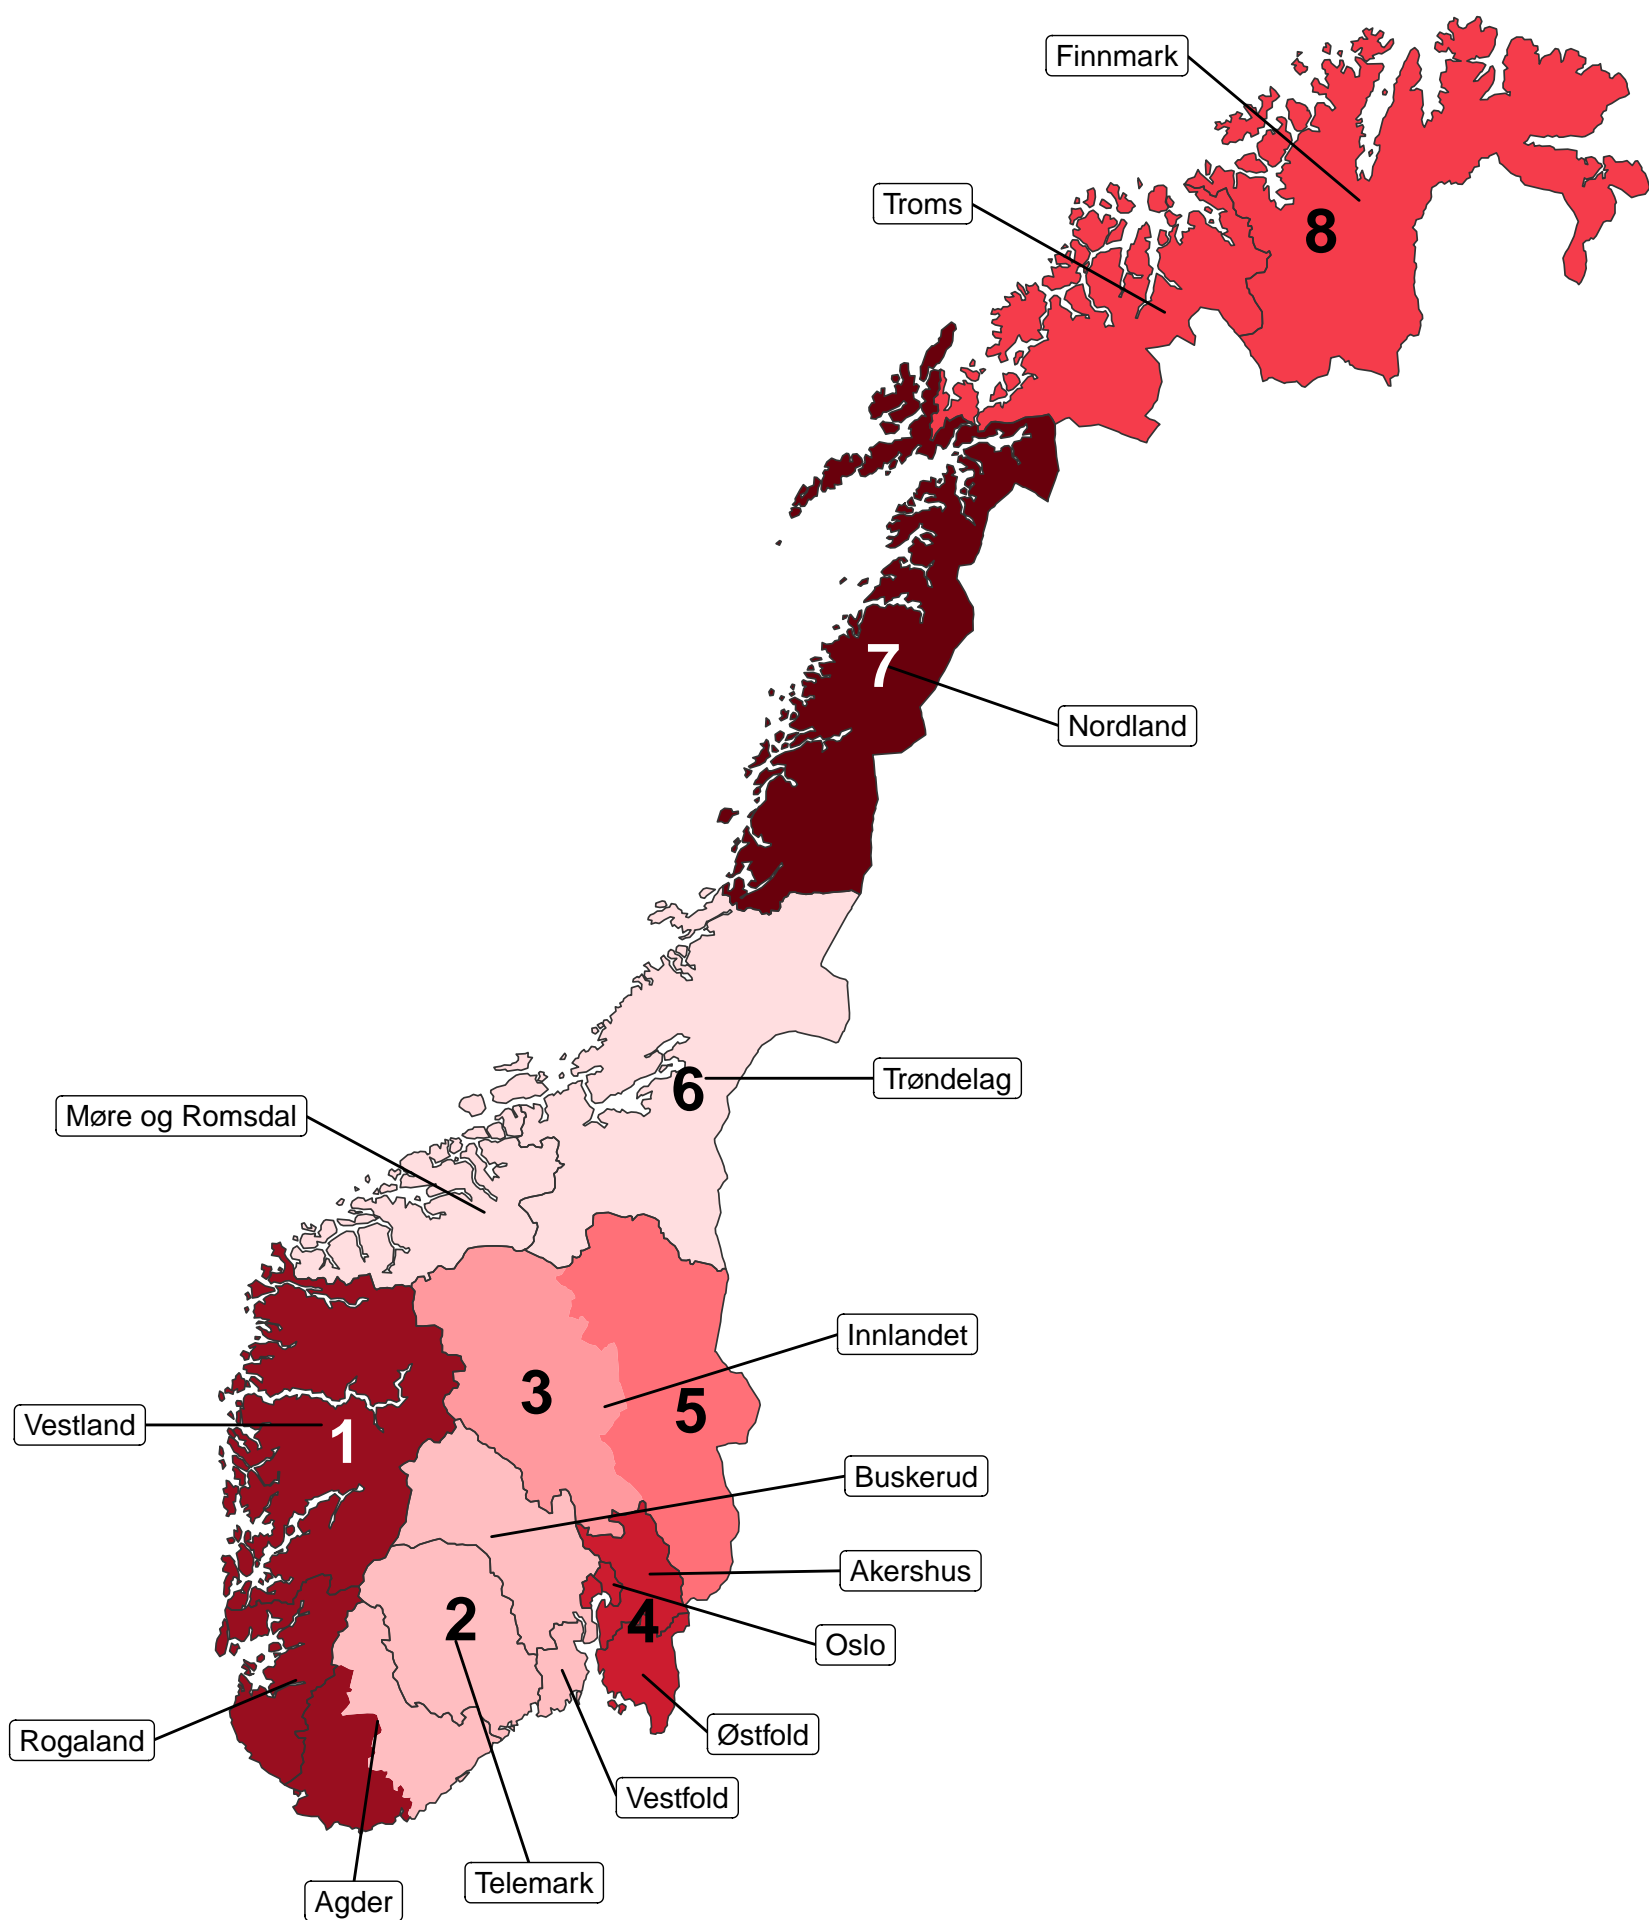 Finnmark
Troms
8
7
Nordland
Trøndelag
6
Møre og Romsdal
Innlandet
3
5
Vestland
1
Buskerud
Akershus
2
4
Oslo
Rogaland
Østfold
Vestfold
Telemark
Agder